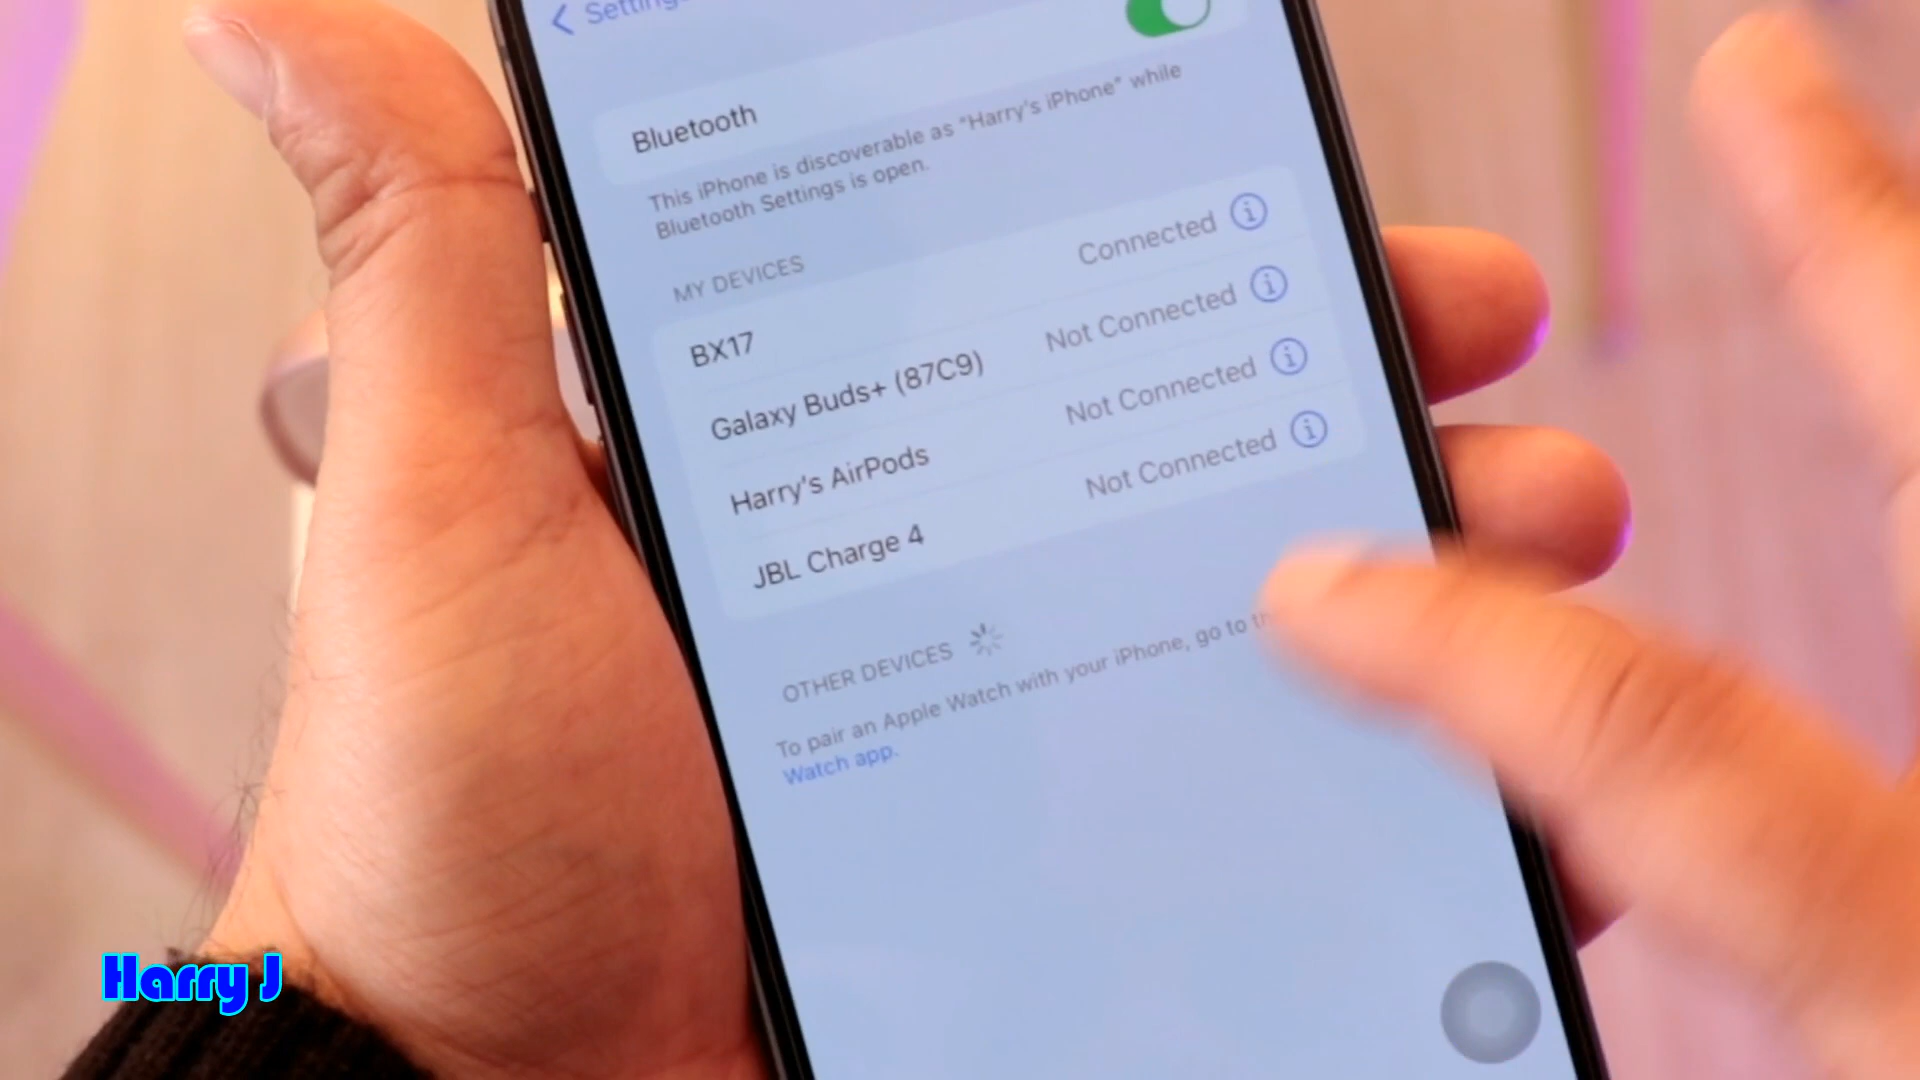 Settings
Bluetooth
This iPhone is discoverable as “Harry's iPhone” while
Bluetooth Settings is open.
MY DEVICES
BX17 Connected
Galaxy Buds+ (87C9) Not Connected
Harry's AirPods Not Connected
JBL Charge 4 Not Connected
OTHER DEVICES
To pair an Apple Watch with your iPhone, go to
Watch app.
Harry J